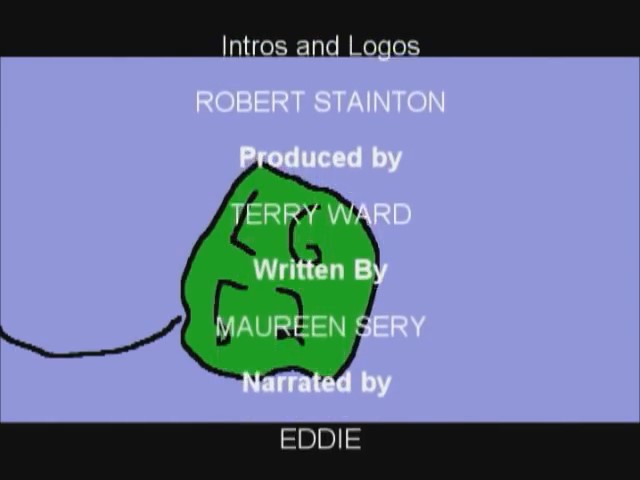 Intros and Logos
ROBERT STAINTON
Produced by
TERRY WARD
Written By
MAUREEN SERY
Narrated by
EDDIE